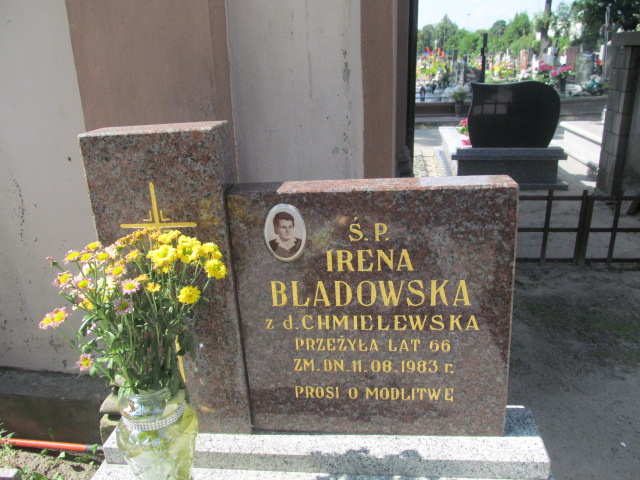 Ś.P.
IRENA
BLADOWSKA
z d. CHMIELEWSKA
PRZEŻYŁA LAT 66
ZM. DN. 11.08.1983 r.
PROSI O MODLITWĘ